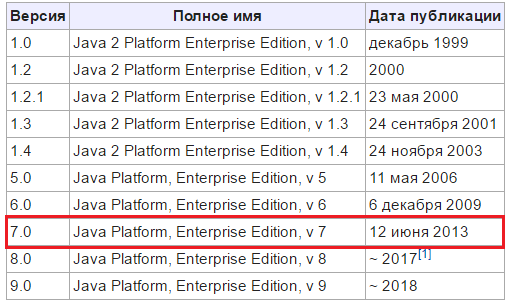 Версия Полное имя Дата публикации
1.0 Java 2 Platform Enterprise Edition, v 1.0 декабрь 1999
1.2 Java 2 Platform Enterprise Edition, v 1.2 2000
1.2.1 Java 2 Platform Enterprise Edition, v 1.2.1 23 мая 2000
1.3 Java 2 Platform Enterprise Edition, v 1.3 24 сентября 2001
1.4 Java 2 Platform Enterprise Edition, v 1.4 24 ноября 2003
5.0 Java Platform, Enterprise Edition, v 5 11 мая 2006
6.0 Java Platform, Enterprise Edition, v 6 6 декабря 2009
7.0 Java Platform, Enterprise Edition, v 7 12 июня 2013
8.0 Java Platform, Enterprise Edition, v 8 ~ 2017[1]
9.0 Java Platform, Enterprise Edition, v 9 ~ 2018